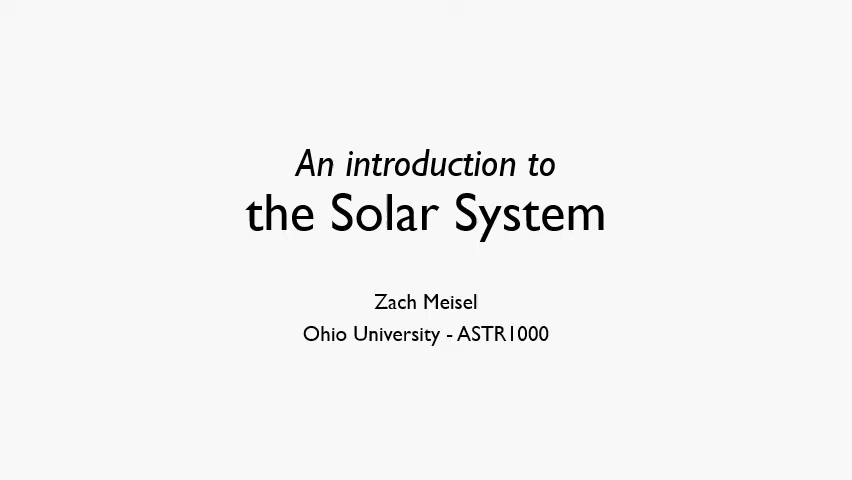 An introduction to
the Solar System
Zach Meisel
Ohio University - ASTR1000